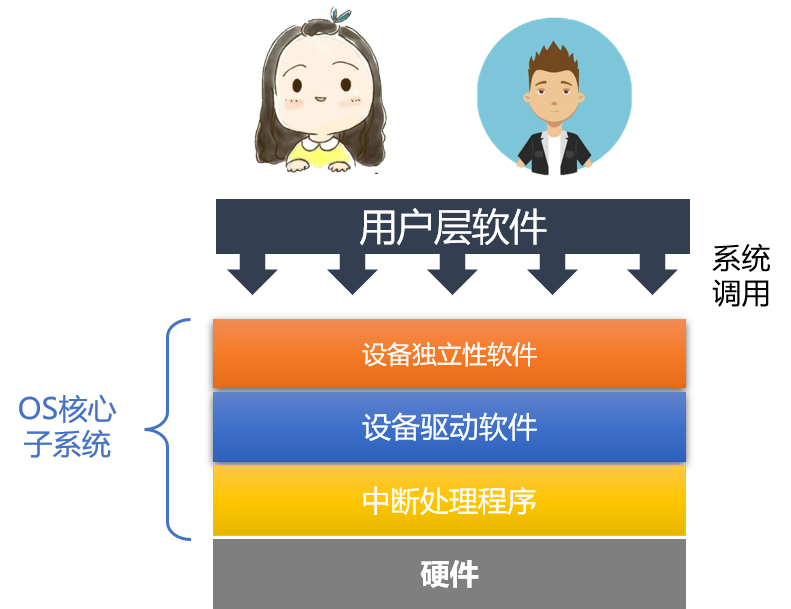 用户层软件
系统
调用
设备独立性软件
OS核心
子系统
设备驱动软件
中断处理程序
硬件